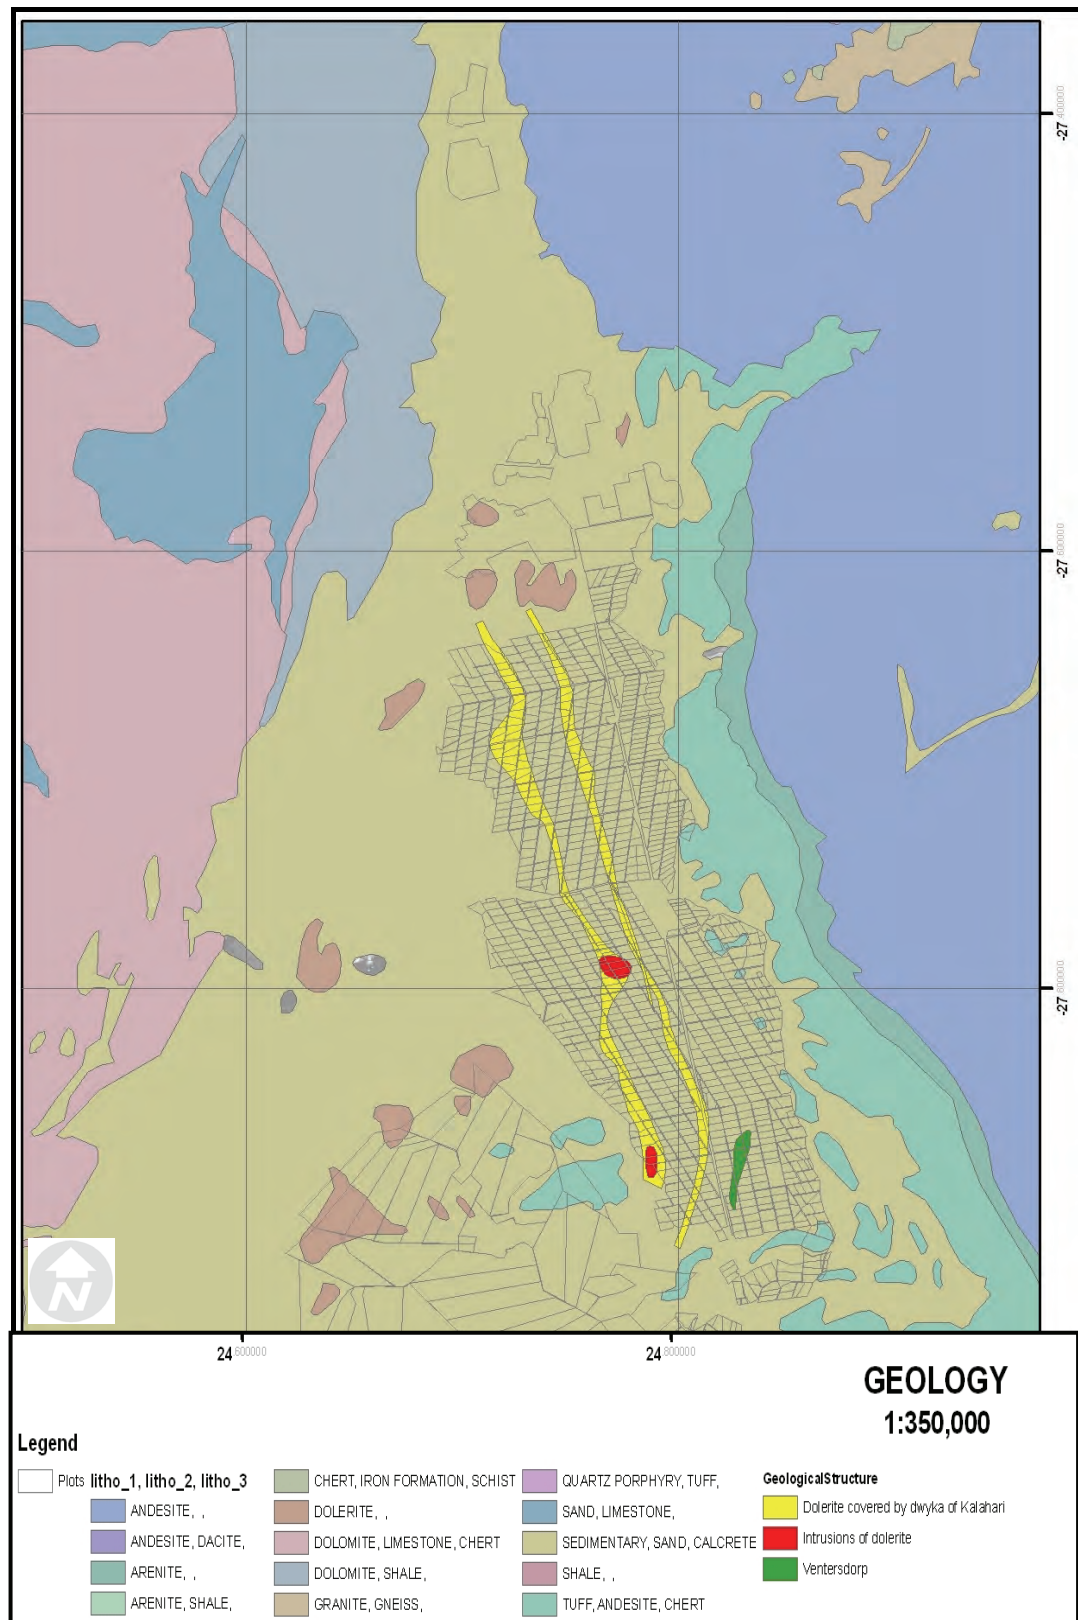 -27.400000
-27.600000
-27.800000
N
24.600000
24.800000
GEOLOGY
1:350,000
Legend
Plots
litho_1, litho_2, litho_3
ANDESITE, ,
ANDESITE, DACITE,
ARENITE, ,
ARENITE, SHALE,
CHERT, IRON FORMATION, SCHIST
DOLERITE, ,
DOLOMITE, LIMESTONE, CHERT
DOLOMITE, SHALE,
GRANITE, GNEISS,
QUARTZ PORPHYRY, TUFF,
SAND, LIMESTONE,
SEDIMENTARY, SAND, CALCRETE
SHALE, ,
TUFF, ANDESITE, CHERT
GeologicalStructure
Dolerite covered by dwyka of Kalahari
Intrusions of dolerite
Ventersdorp